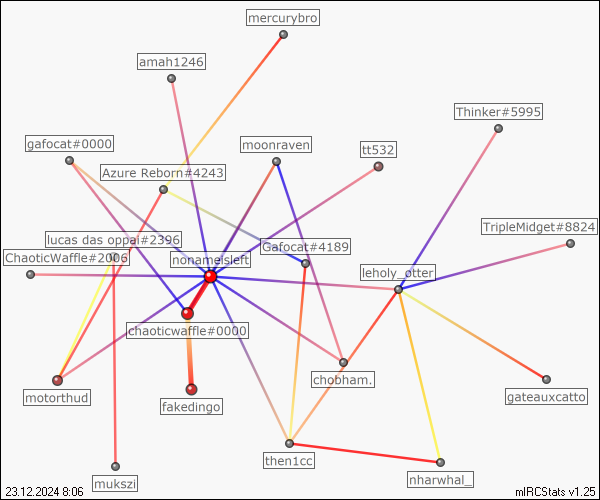 mercurybro
amah1246
Thinker#5995
gafocat#0000
moonraven
tt532
Azure Reborn#4243
TripleMidget#8824
lucas das oppai#2396
Gafocat#4189
ChaoticWaffle#2006
nonameisleft
leholy_otter
chaoticwaffle#0000
chobham.
motorthud
gateauxcatto
fakedingo
then1cc
nharwhal_
mukszi
23.12.2024 8:06
mIRCStats v1.25